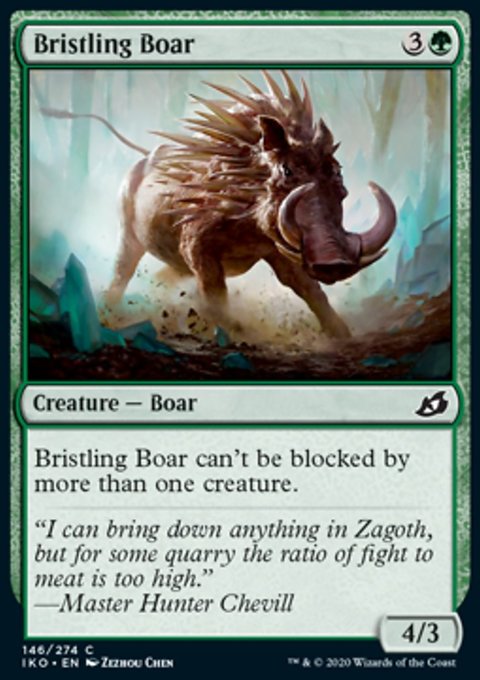 Bristling Boar 3
Creature — Boar
Bristling Boar can't be blocked by
more than one creature.
"I can bring down anything in Zagoth,
but for some quarry the ratio of fight to
meat is too high."
—Master Hunter Chevill
4/3
146/274 C
IKO • EN Zezhou Chen
™ & © 2020 Wizards of the Coast